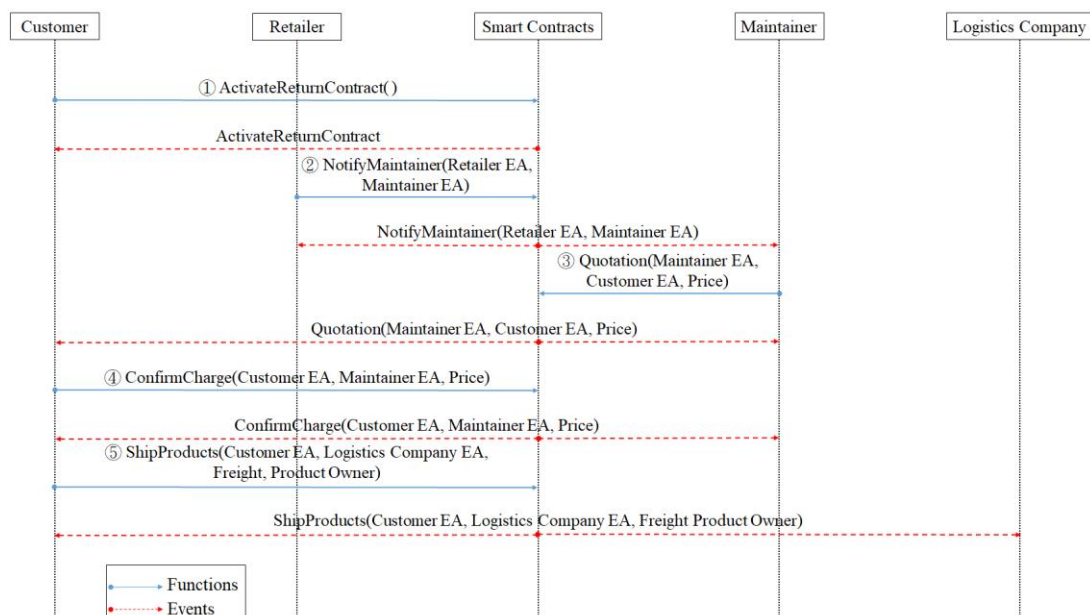 Customer
Retailer
Smart Contracts
Maintainer
Logistics Company
① ActivateReturnContract( )
ActivateReturnContract
② NotifyMaintainer(Retailer EA,
Maintainer EA)
NotifyMaintainer(Retailer EA, Maintainer EA)
③ Quotation(Maintainer EA,
Customer EA, Price)
Quotation(Maintainer EA, Customer EA, Price)
④ ConfirmCharge(Customer EA, Maintainer EA, Price)
ConfirmCharge(Customer EA, Maintainer EA, Price)
⑤ ShipProducts(Customer EA, Logistics Company EA,
Freight, Product Owner)
ShipProducts(Customer EA, Logistics Company EA, Freight Product Owner)
Functions
Events